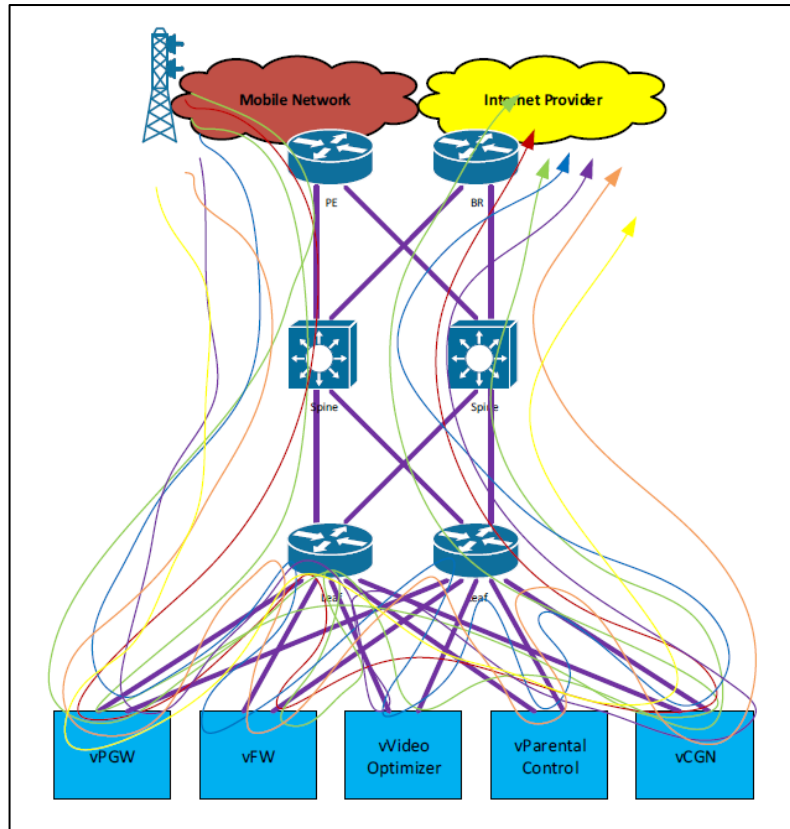 Mobile Network
Internet Provider
PE
BR
Spine
Spine
Leaf
Leaf
vPGW
vFW
vVideo
Optimizer
vParental
Control
vCGN